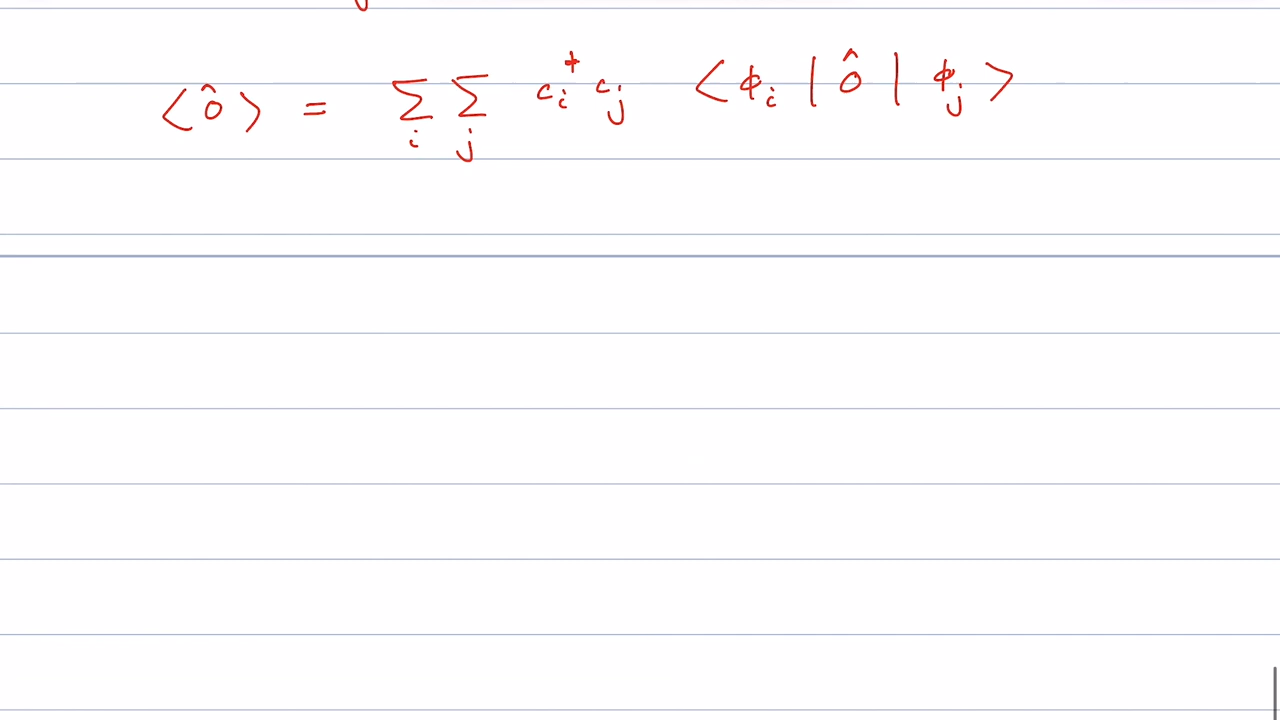 ⟨ô⟩ = Σ_i Σ_j c_i^† c_j ⟨ϕ_i | ô | ϕ_j⟩